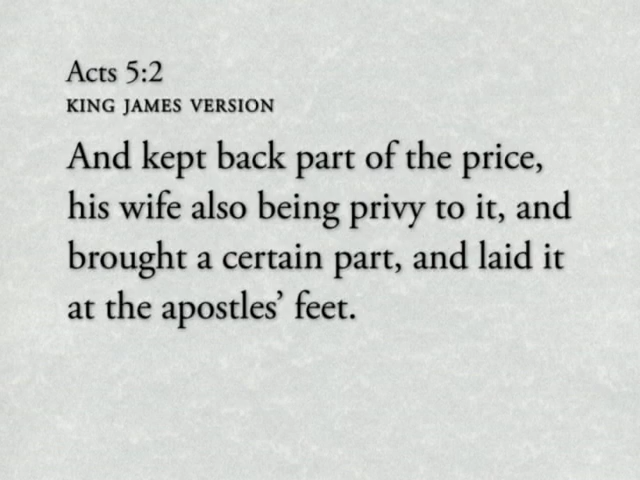 Acts 5:2
KING JAMES VERSION
And kept back part of the price,
his wife also being privy to it, and
brought a certain part, and laid it
at the apostles’ feet.